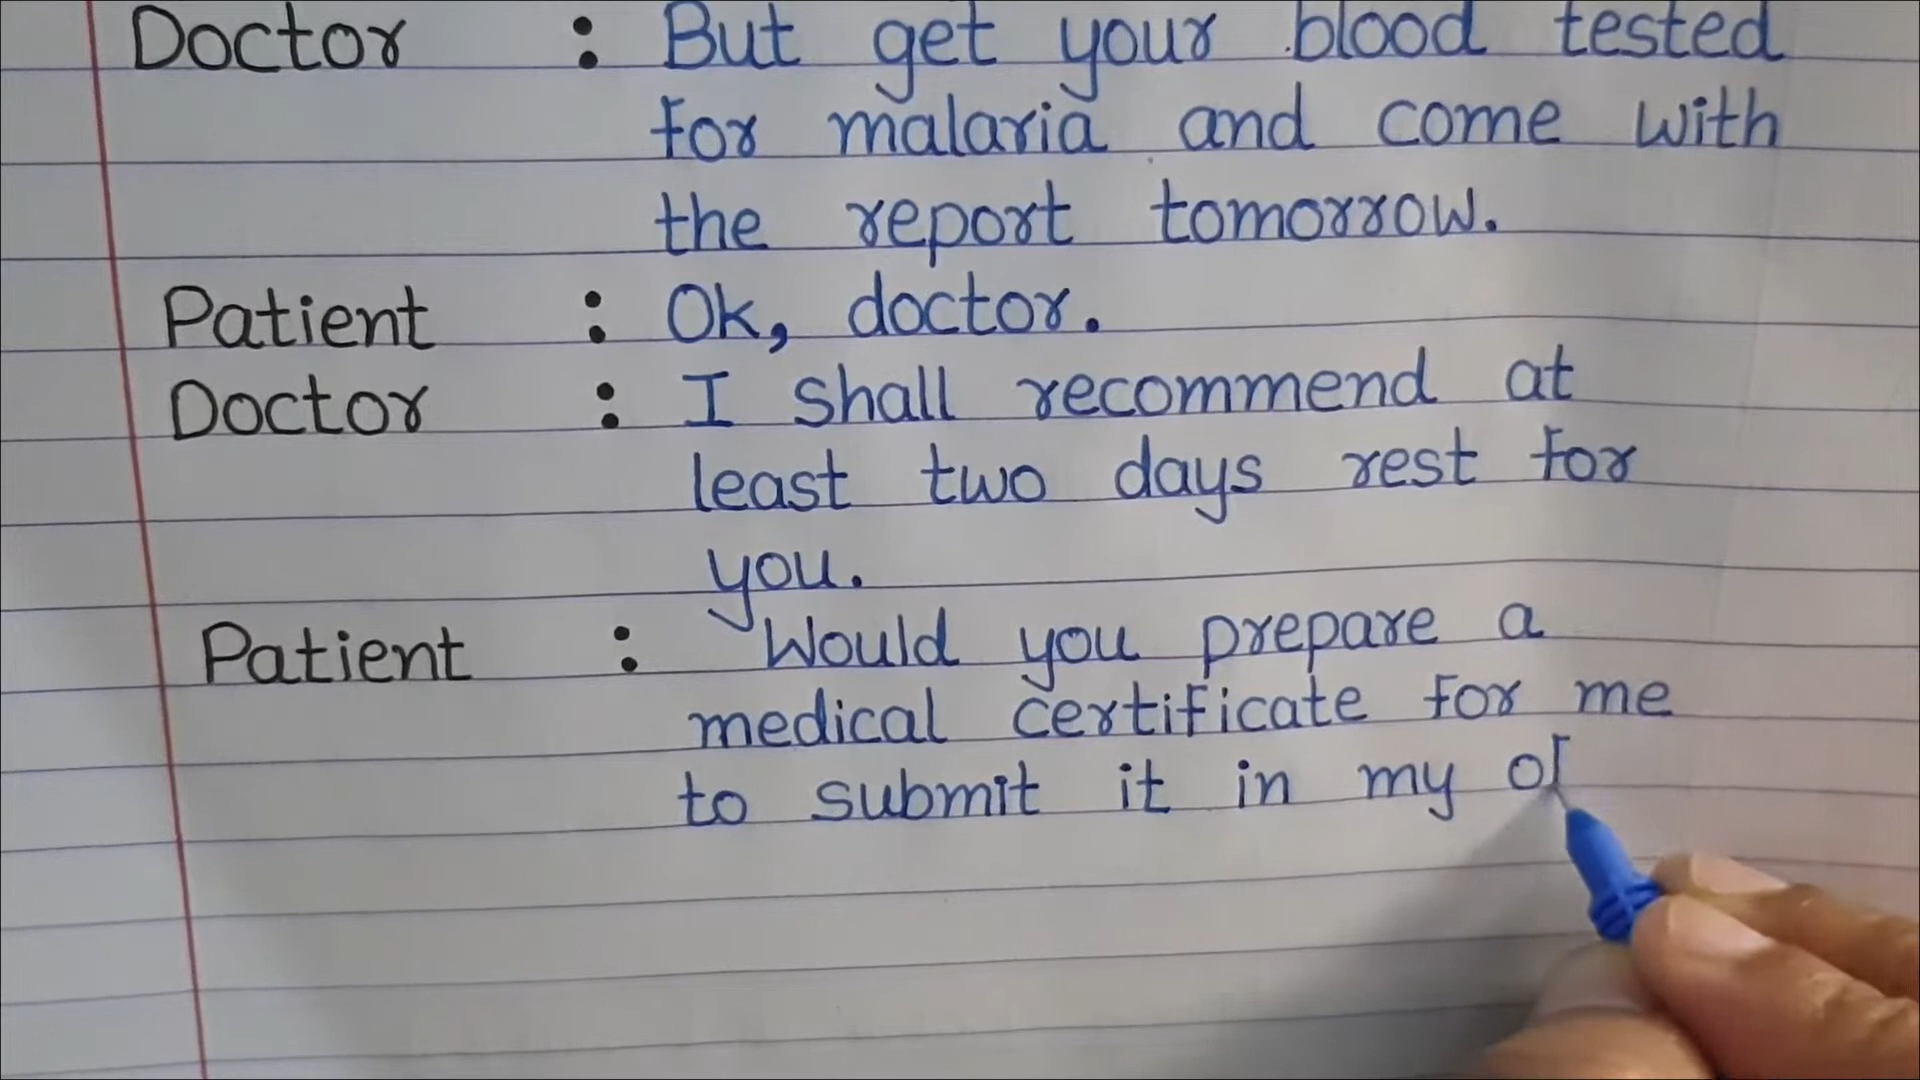 Doctor : But get your blood tested
for malaria and come with
the report tomorrow.
Patient : Ok, doctor.
Doctor : I shall recommend at
least two days rest for
you.
Patient : Would you prepare a
medical certificate for me
to submit it in my of